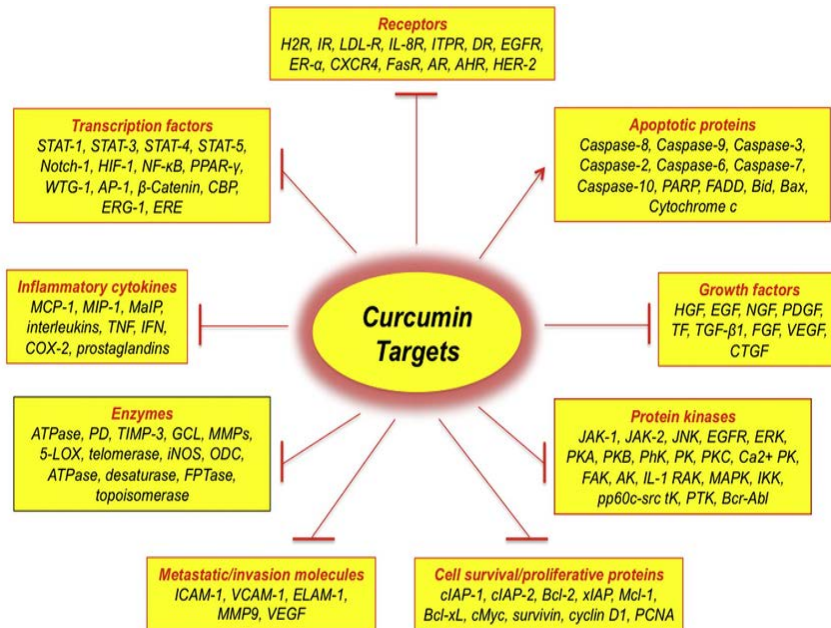 Receptors
H2R, IR, LDL-R, IL-8R, ITPR, DR, EGFR,
ER-α, CXCR4, FasR, AR, AHR, HER-2
Transcription factors
STAT-1, STAT-3, STAT-4, STAT-5,
Notch-1, HIF-1, NF-κB, PPAR-γ,
WTG-1, AP-1, β-Catenin, CBP,
ERG-1, ERE
Apoptotic proteins
Caspase-8, Caspase-9, Caspase-3,
Caspase-2, Caspase-6, Caspase-7,
Caspase-10, PARP, FADD, Bid, Bax,
Cytochrome c
Inflammatory cytokines
MCP-1, MIP-1, MaIP,
interleukins, TNF, IFN,
COX-2, prostaglandins
Curcumin
Targets
Growth factors
HGF, EGF, NGF, PDGF,
TF, TGF-β1, FGF, VEGF,
CTGF
Enzymes
ATPase, PD, TIMP-3, GCL, MMPs,
5-LOX, telomerase, iNOS, ODC,
ATPase, desaturase, FPTase,
topoisomerase
Protein kinases
JAK-1, JAK-2, JNK, EGFR, ERK,
PKA, PKB, PhK, PK, PKC, Ca2+ PK,
FAK, AK, IL-1 RAK, MAPK, IKK,
pp60c-src tK, PTK, Bcr-Abl
Metastatic/invasion molecules
ICAM-1, VCAM-1, ELAM-1,
MMP9, VEGF
Cell survival/proliferative proteins
cIAP-1, cIAP-2, Bcl-2, xIAP, Mcl-1,
Bcl-xL, cMyc, survivin, cyclin D1, PCNA